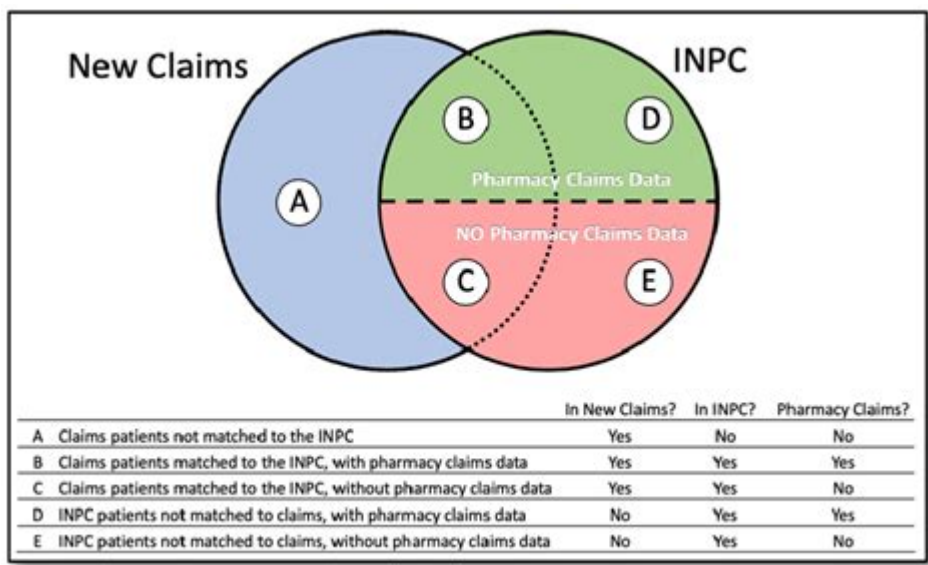 New Claims
INPC
B
D
Pharmacy Claims Data
A
NO Pharmacy Claims Data
C
E
In New Claims? In INPC? Pharmacy Claims?
A Claims patients not matched to the INPC Yes No No
B Claims patients matched to the INPC, with pharmacy claims data Yes Yes Yes
C Claims patients matched to the INPC, without pharmacy claims data Yes Yes No
D INPC patients not matched to claims, with pharmacy claims data No Yes Yes
E INPC patients not matched to claims, without pharmacy claims data No Yes No